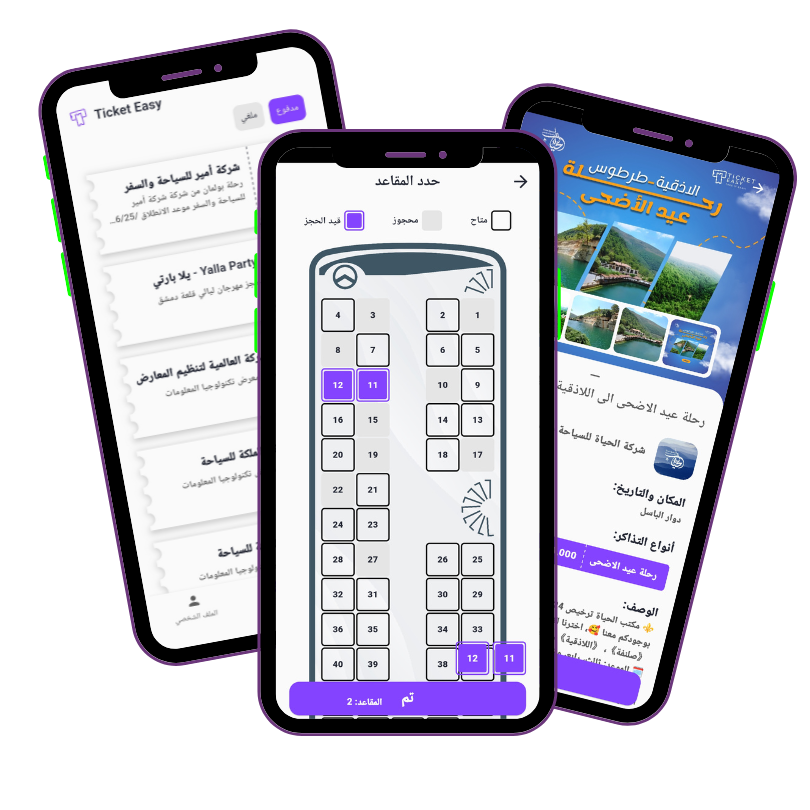 Ticket Easy
مدفوع
ملغي
شركة أمير للسياحة والسفر
رحلة بولمان من شركة شركة أمير
للسياحة والسفر موعد الانطلاق /6/25...
Yalla Party - يلا بارتي
مهرجان ليالي قلعة دمشق
العالمية لتنظيم المعارض
معرض تكنولوجيا المعلومات
للسياحة
تكنولوجيا المعلومات
للسياحة
تكنولوجيا المعلومات
الملف الشخصي
حدد المقاعد
متاح
محجوز
قيد الحجز
4 3 2 1
8 7 6 5
12 11 10 9
16 15 14 13
20 19 18 17
22 21
24 23
28 27 26 25
32 31 30 29
36 35 34 33
40 39 38
12 11
تم
المقاعد: 2
TICKET
EASY
رحـــلة
اللاذقية_طرطوس
عيد الأضحى
رحلة عيد الاضحى الى اللاذقية
شركة الحياة للسياحة
المكان والتاريخ:
دوار الباسل
أنواع التذاكر:
رحلة عيد الاضحى
000.
الوصف:
مكتب الحياة ترخيص
بوجودكم معنا 🥰، اخترنا
《صلنفة》 ، 《اللاذقية》